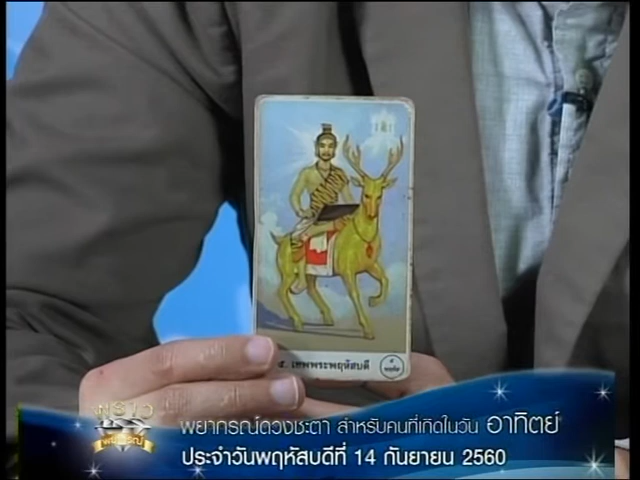 ๕. เทพพระพฤหัสบดี
พยากรณ์ดวงชะตา สำหรับคนที่เกิดในวัน อาทิตย์
ประจำวันพฤหัสบดีที่ 14 กันยายน 2560